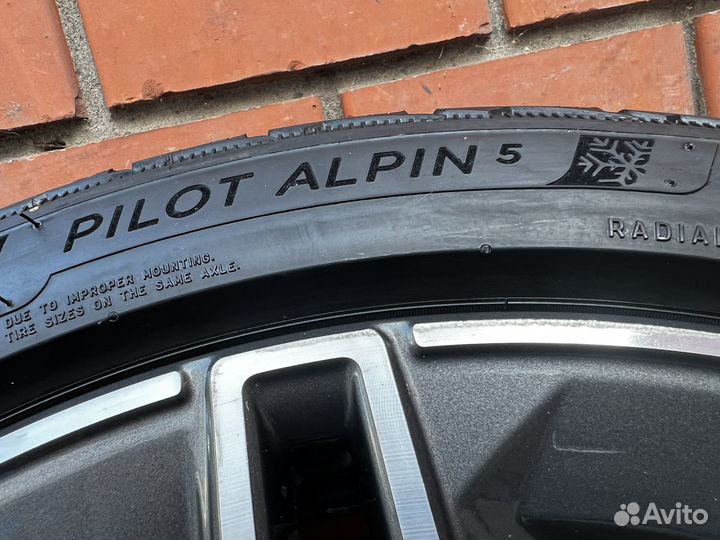 PILOT ALPIN 5
RADIAL
DUE TO IMPROPER MOUNTING.
TIRE SIZES ON THE SAME AXLE.
Avito